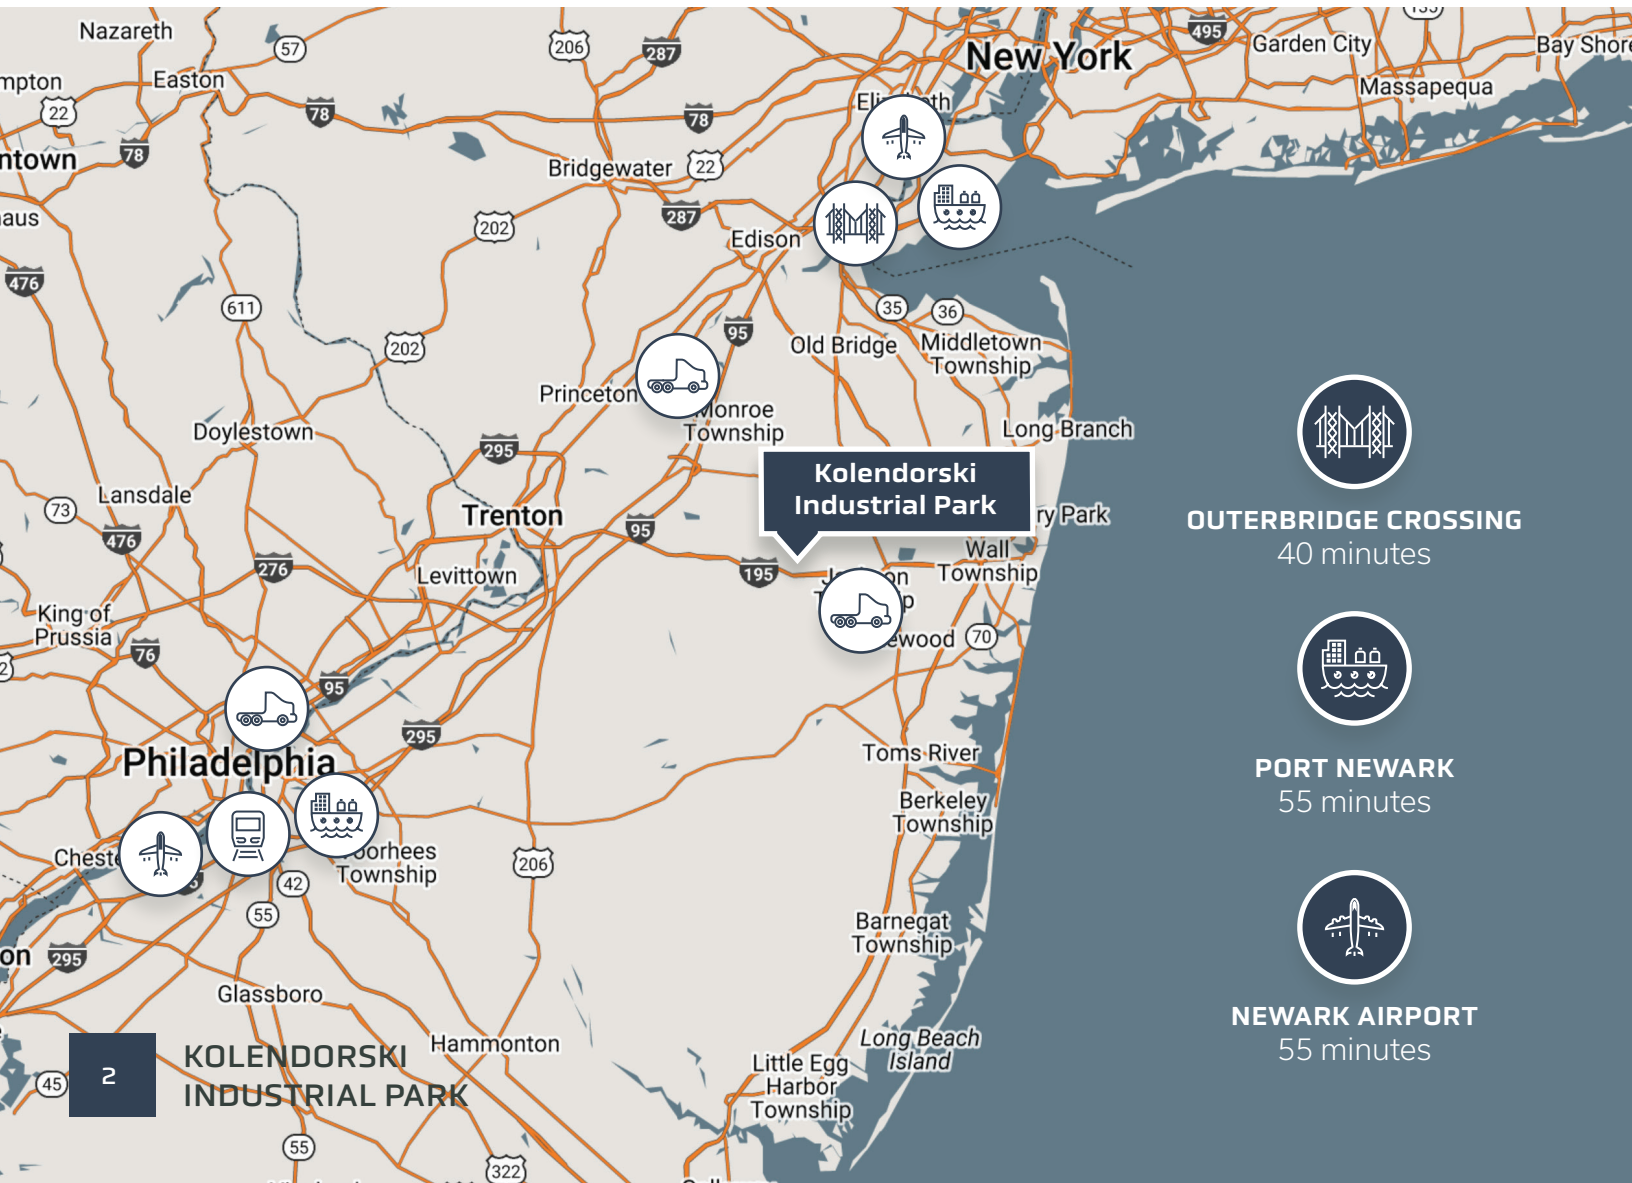 Nazareth
57
206
287
New York
495
Garden City
Bay Shore
mpton
Easton
Massapequa
22
78
78
Elizabeth
ntown
78
Bridgewater
22
aus
202
287
Edison
476
611
35
36
95
202
Old Bridge
Middletown
Township
Princeton
Monroe
Township
Doylestown
295
Long Branch
Kolendorski
Industrial Park
Lansdale
73
Trenton
ry Park
OUTERBRIDGE CROSSING
40 minutes
476
95
276
Levittown
195
Wall
Township
King of
Prussia
76
ewood
70
95
295
Philadelphia
Toms River
PORT NEWARK
55 minutes
Berkeley
Township
Chest
oorhees
Township
206
42
55
Barnegat
Township
on
295
Glassboro
NEWARK AIRPORT
55 minutes
Hammonton
Long Beach
Island
45
2
KOLENDORSKI
INDUSTRIAL PARK
Little Egg
Harbor
Township
55
322